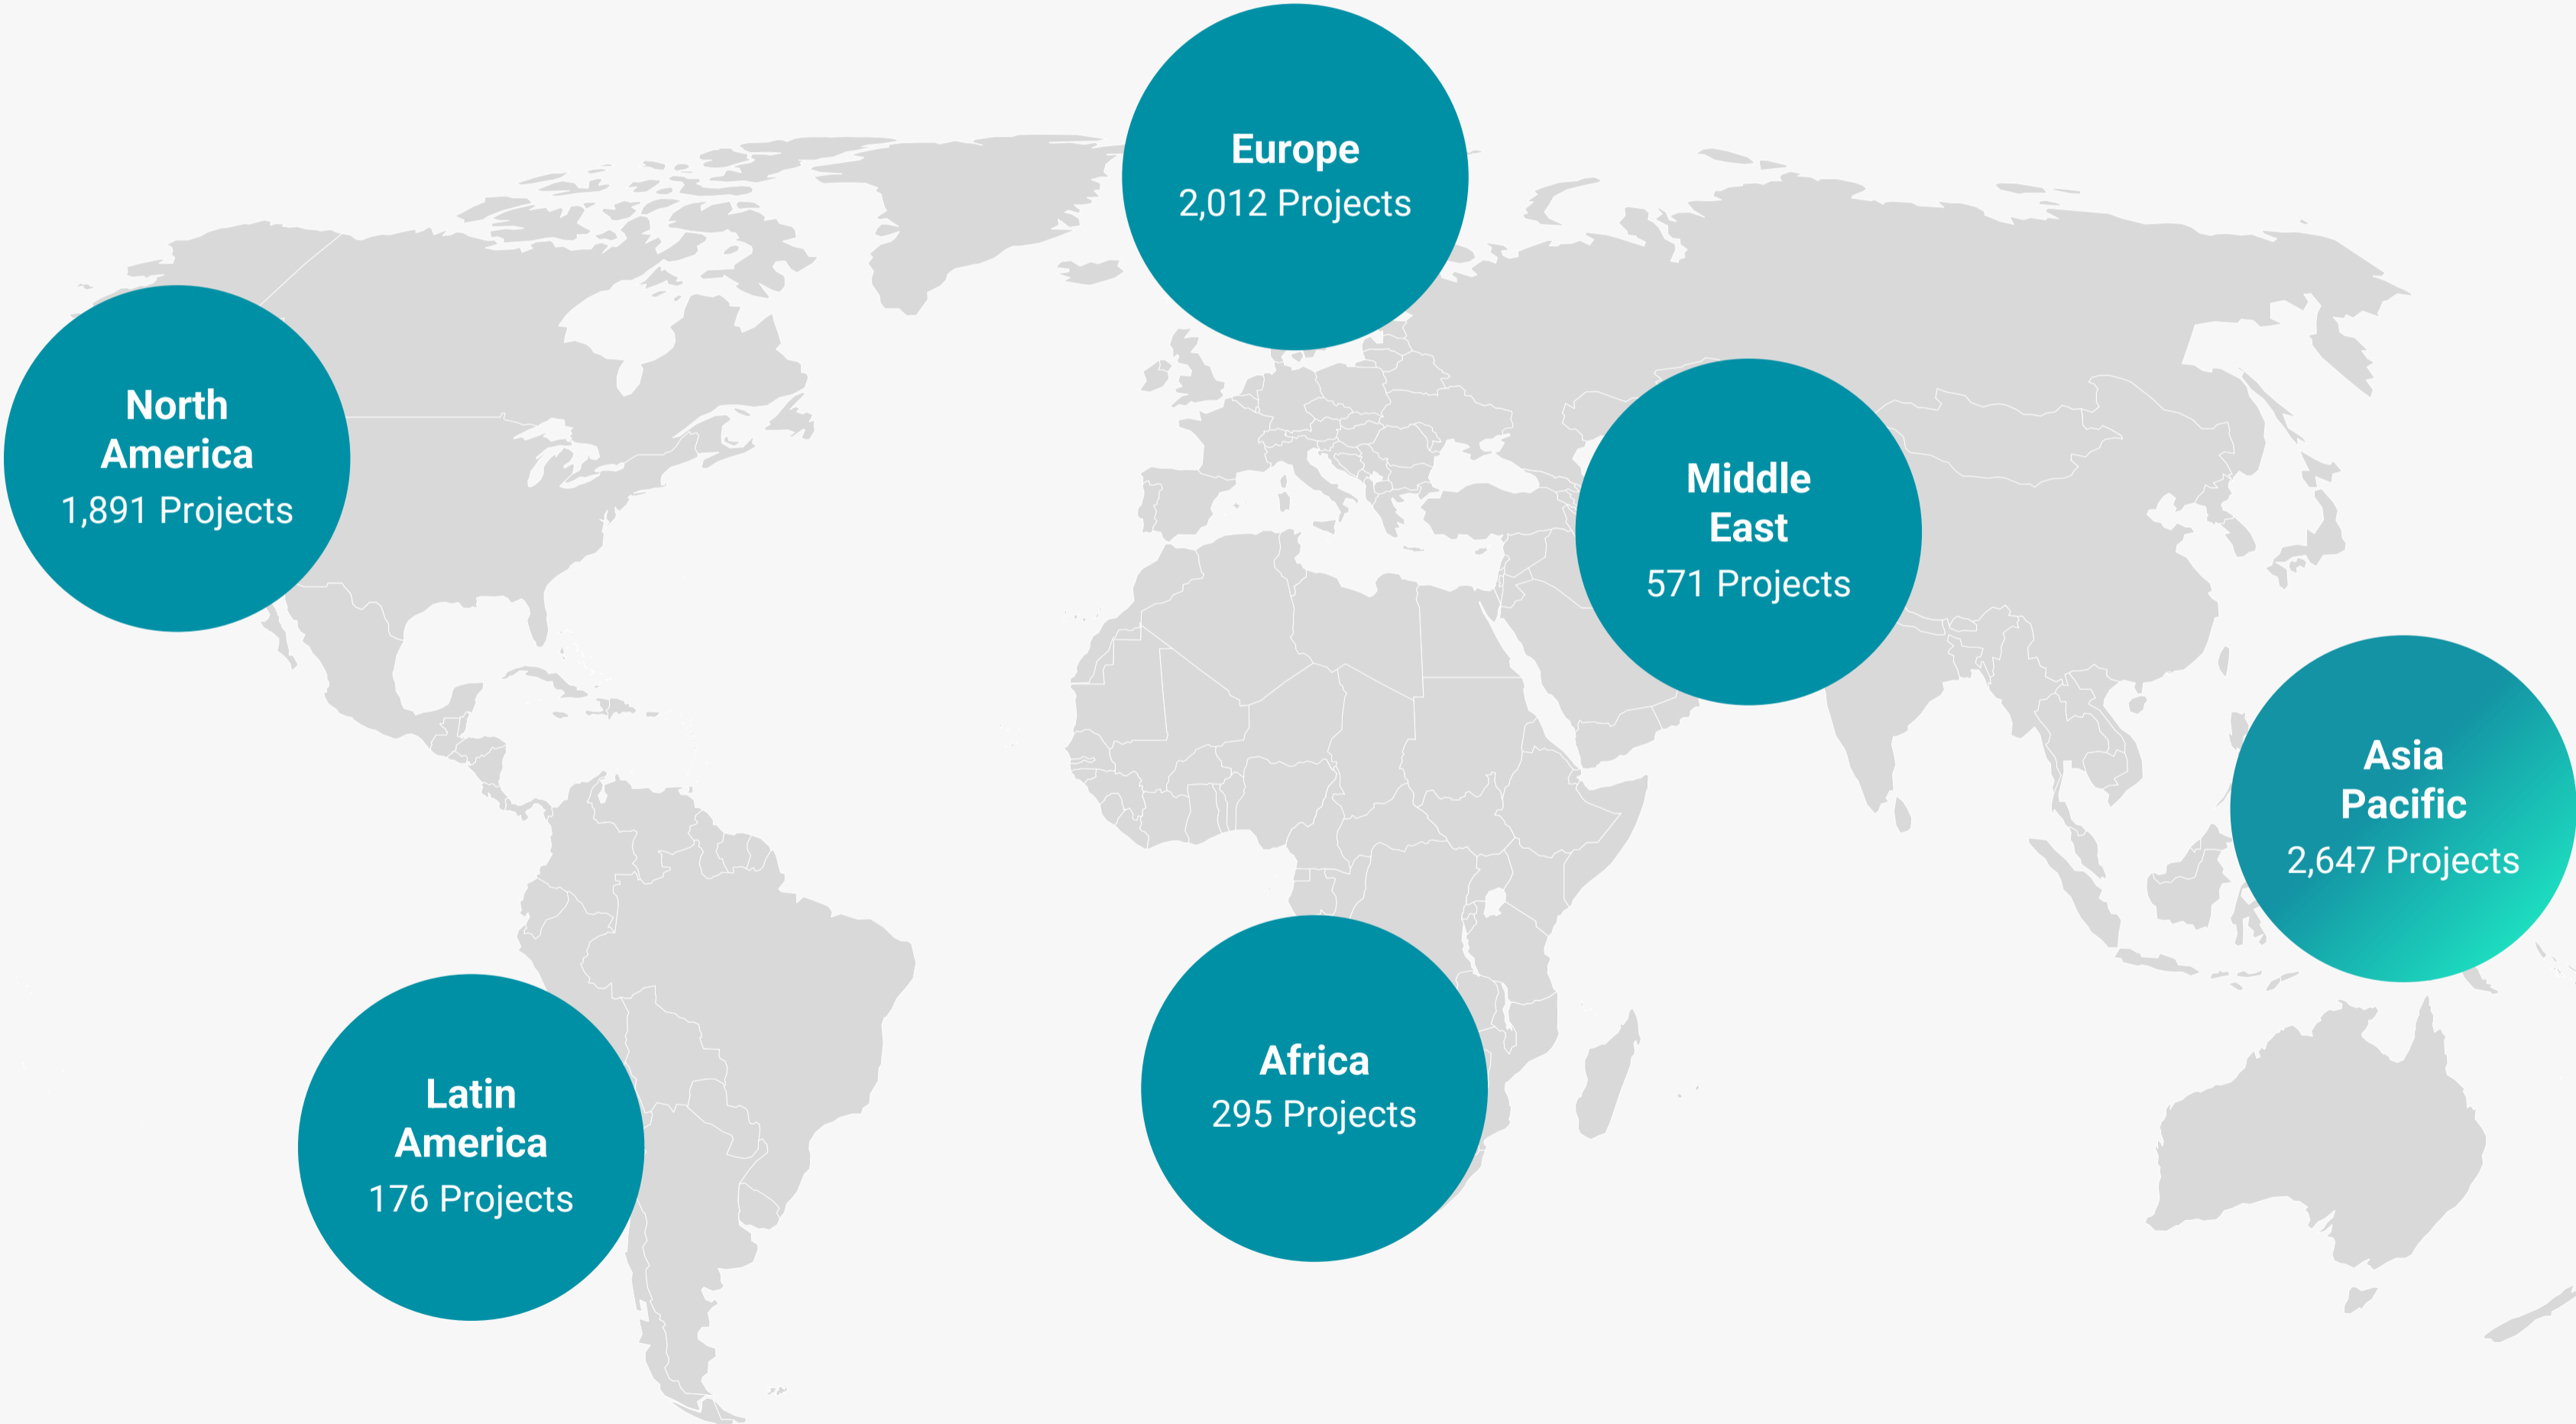 Europe
2,012 Projects
North
America
1,891 Projects
Middle
East
571 Projects
Asia
Pacific
2,647 Projects
Africa
295 Projects
Latin
America
176 Projects